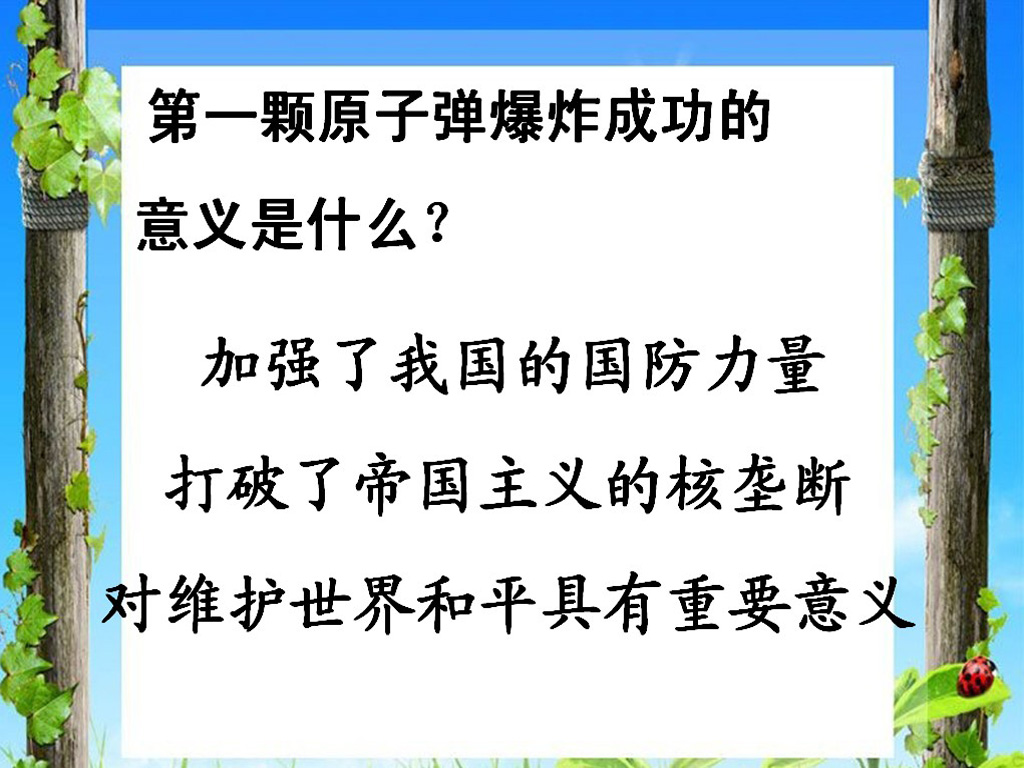 第一颗原子弹爆炸成功的
意义是什么？
加强了我国的国防力量
打破了帝国主义的核垄断
对维护世界和平具有重要意义